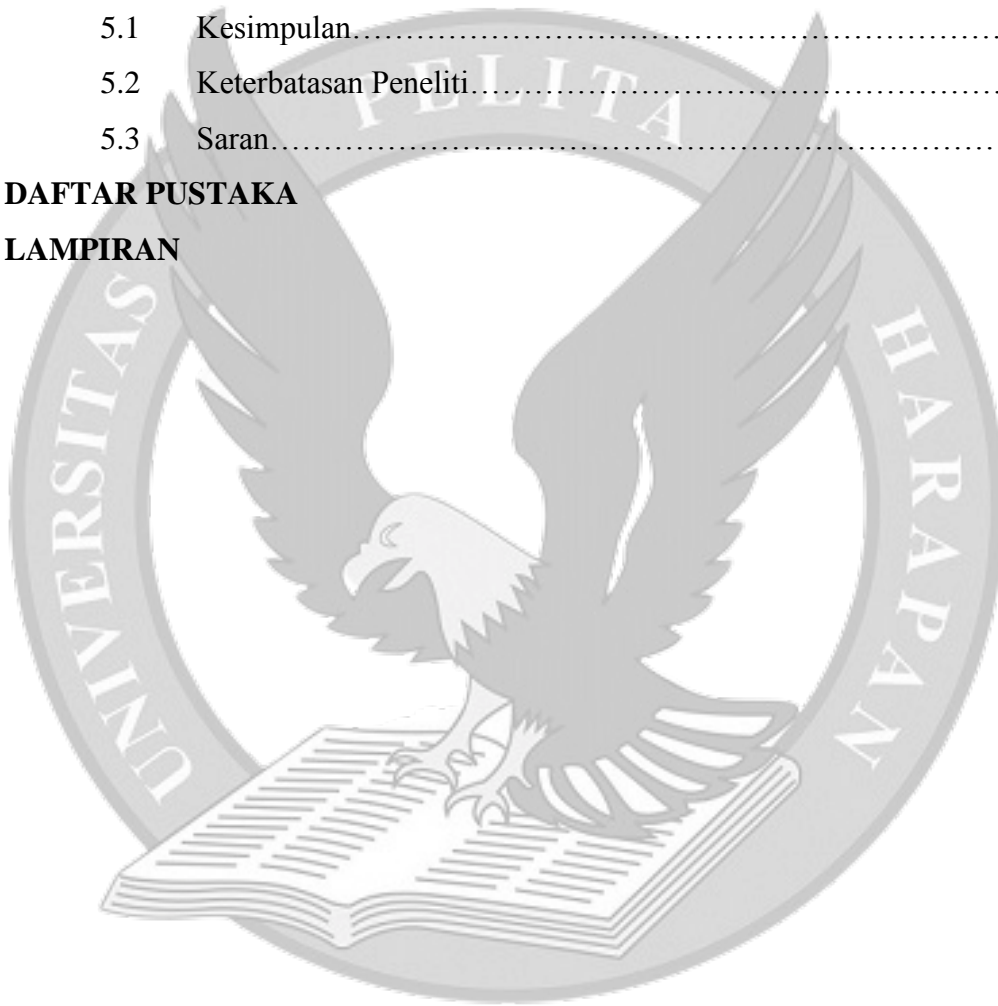 5.1 Kesimpulan……………………………………………………………
5.2 Keterbatasan Peneliti………………………………………………
5.3 Saran……………………………………………………………………
DAFTAR PUSTAKA
LAMPIRAN
UNIVERSITAS PELITA HARAPAN